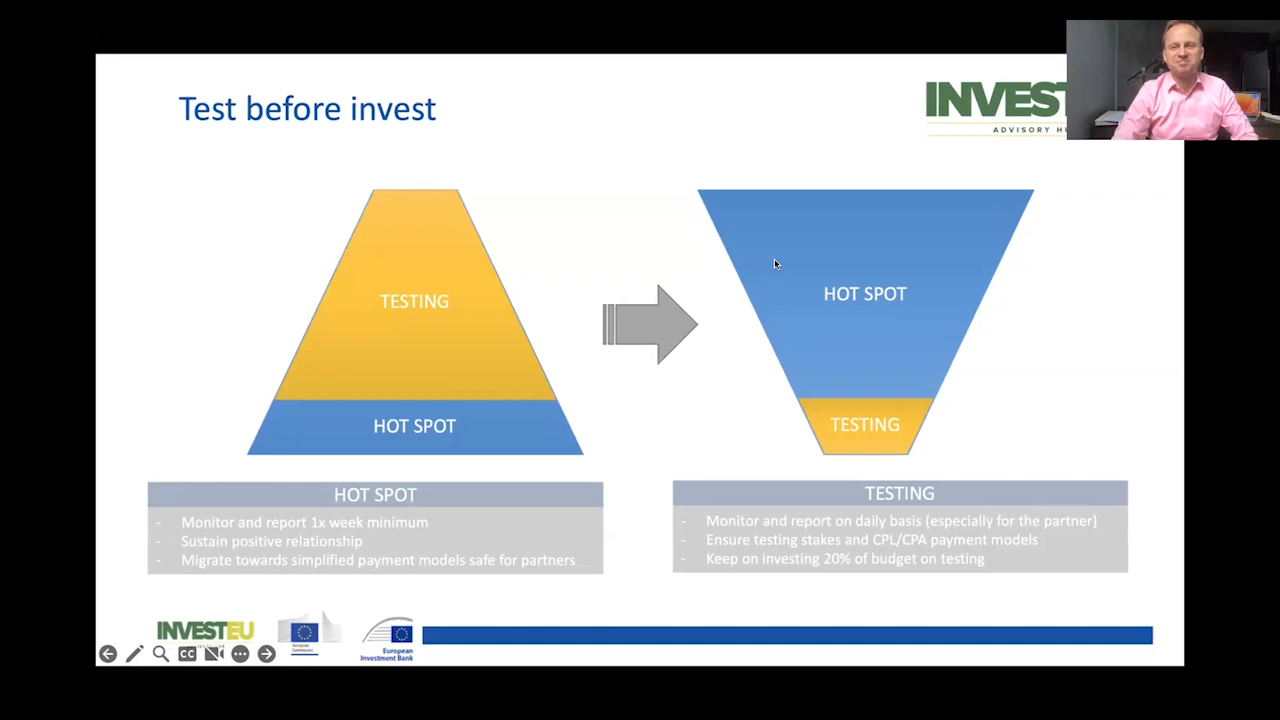 Test before invest
INVEST
ADVISORY H
TESTING
HOT SPOT
HOT SPOT
TESTING
HOT SPOT
- Monitor and report 1x week minimum
- Sustain positive relationship
- Migrate towards simplified payment models safe for partners
TESTING
- Monitor and report on daily basis (especially for the partner)
- Ensure testing stakes and CPL/CPA payment models
- Keep on investing 20% of budget on testing
INVESTEU
European
Commission
European
Investment Bank
CC